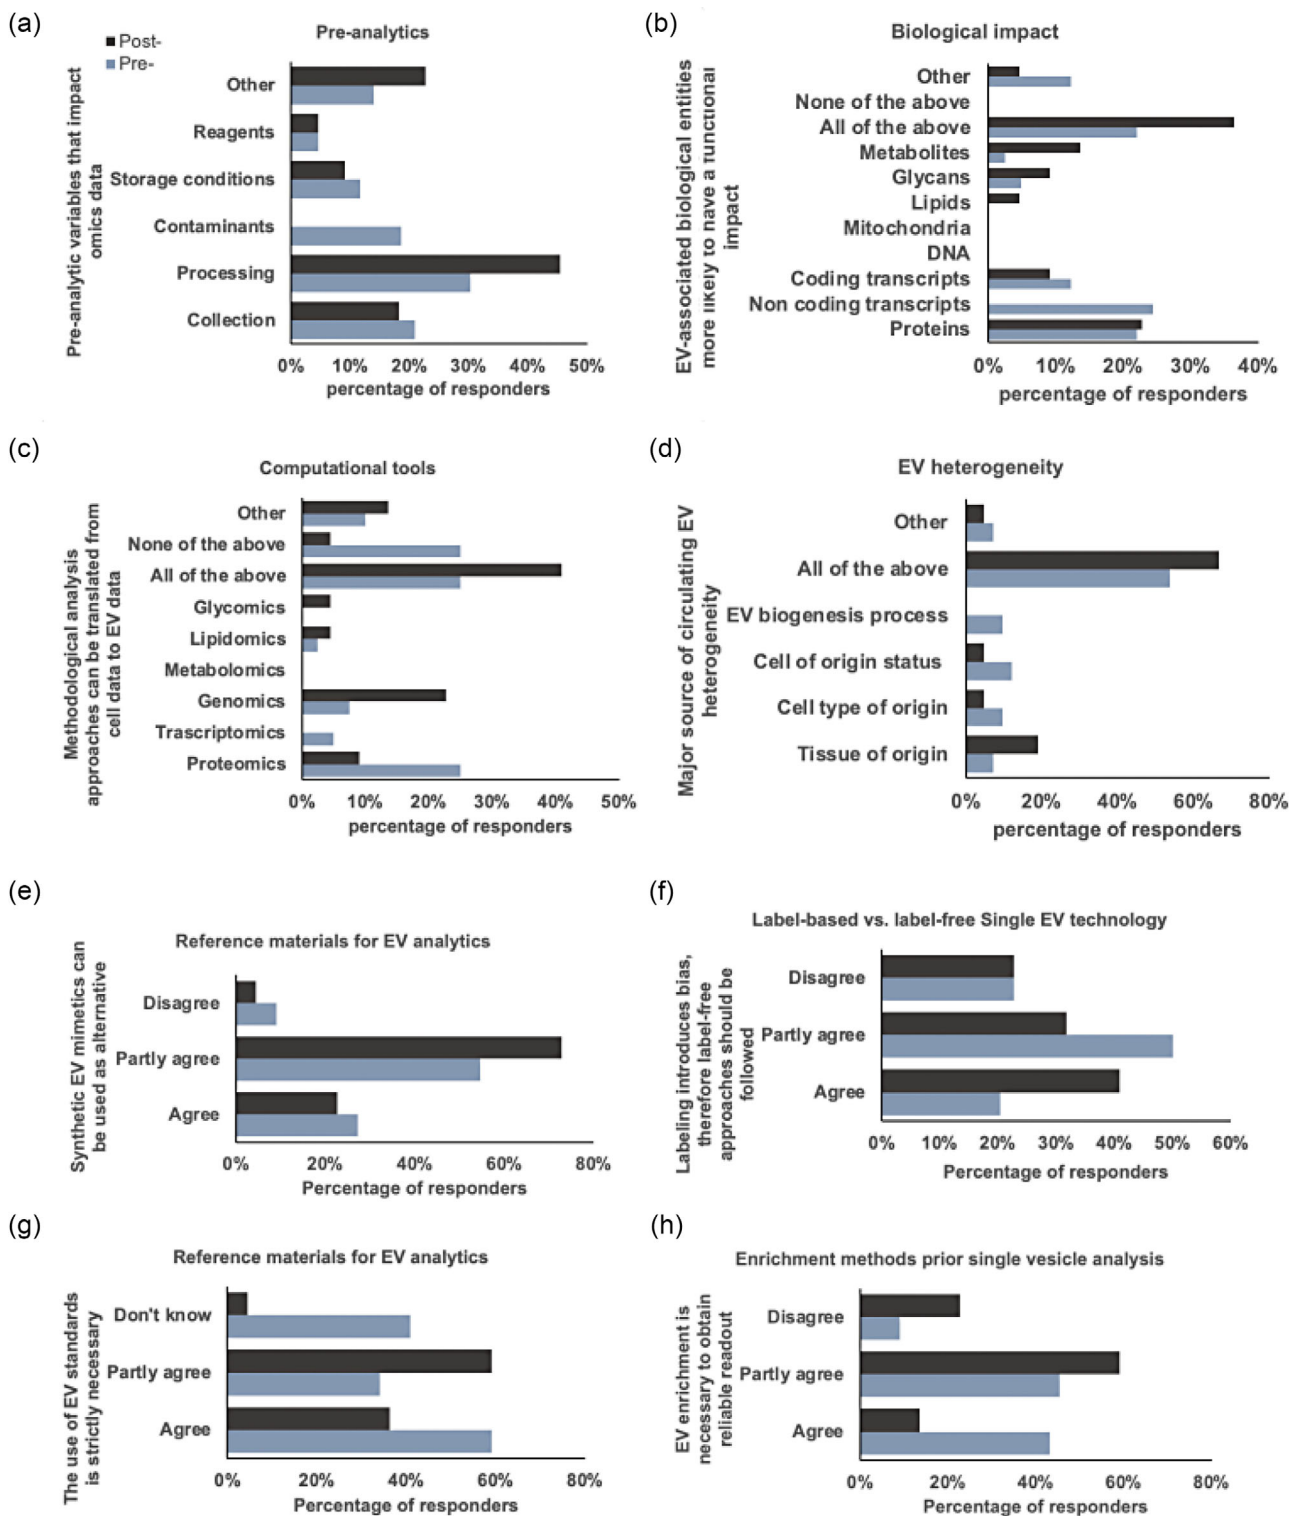 (a)
Pre-analytics
Post-
Pre-
Pre-analytic variables that impact
omics data
Other
Reagents
Storage conditions
Contaminants
Processing
Collection
0% 10% 20% 30% 40% 50%
percentage of responders
(b)
Biological impact
EV-associated biological entities
more likely to have a functional
impact
Other
None of the above
All of the above
Metabolites
Glycans
Lipids
Mitochondria
DNA
Coding transcripts
Non coding transcripts
Proteins
0% 10% 20% 30% 40%
percentage of responders
(c)
Computational tools
Methodological analysis
approaches can be translated from
cell data to EV data
Other
None of the above
All of the above
Glycomics
Lipidomics
Metabolomics
Genomics
Trascriptomics
Proteomics
0% 10% 20% 30% 40% 50%
percentage of responders
(d)
EV heterogeneity
Major source of circulating EV
heterogeneity
Other
All of the above
EV biogenesis process
Cell of origin status
Cell type of origin
Tissue of origin
0% 20% 40% 60% 80%
percentage of responders
(e)
Reference materials for EV analytics
Synthetic EV mimetics can
be used as alternative
Disagree
Partly agree
Agree
0% 20% 40% 60% 80%
Percentage of responders
(f)
Label-based vs. label-free Single EV technology
Labeling introduces bias,
therefore label-free
approaches should be
followed
Disagree
Partly agree
Agree
0% 10% 20% 30% 40% 50% 60%
Percentage of responders
(g)
Reference materials for EV analytics
The use of EV standards
is strictly necessary
Don't know
Partly agree
Agree
0% 20% 40% 60% 80%
Percentage of responders
(h)
Enrichment methods prior single vesicle analysis
EV enrichment is
necessary to obtain
reliable readout
Disagree
Partly agree
Agree
0% 20% 40% 60% 80%
Percentage of responders